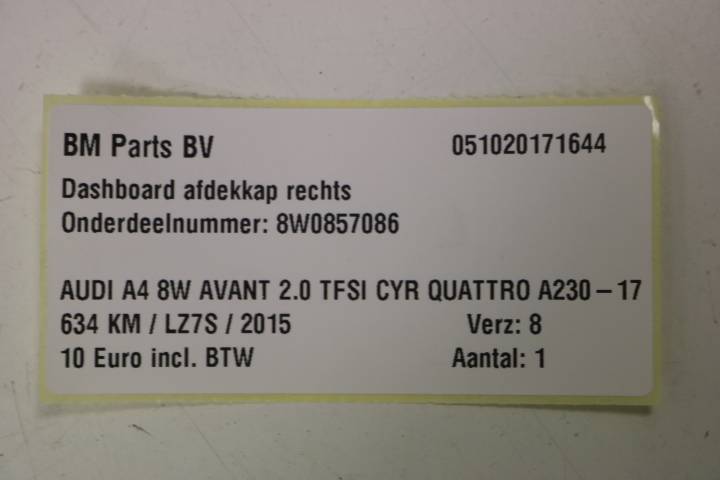 BM Parts BV 051020171644
Dashboard afdekkap rechts
Onderdeelnummer: 8W0857086
AUDI A4 8W AVANT 2.0 TFSI CYR QUATTRO A230-17
634 KM / LZ7S / 2015 Verz: 8
10 Euro incl. BTW Aantal: 1